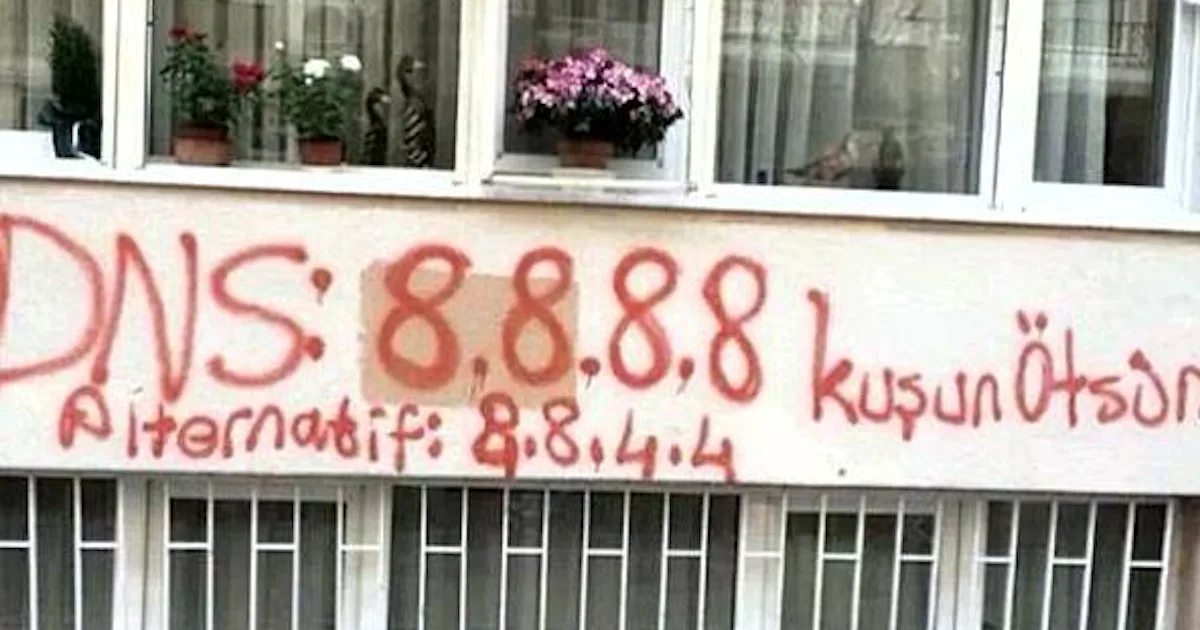 DNS: 8.8.8.8 kuşun Ötsün
Alternatif: 8.8.4.4